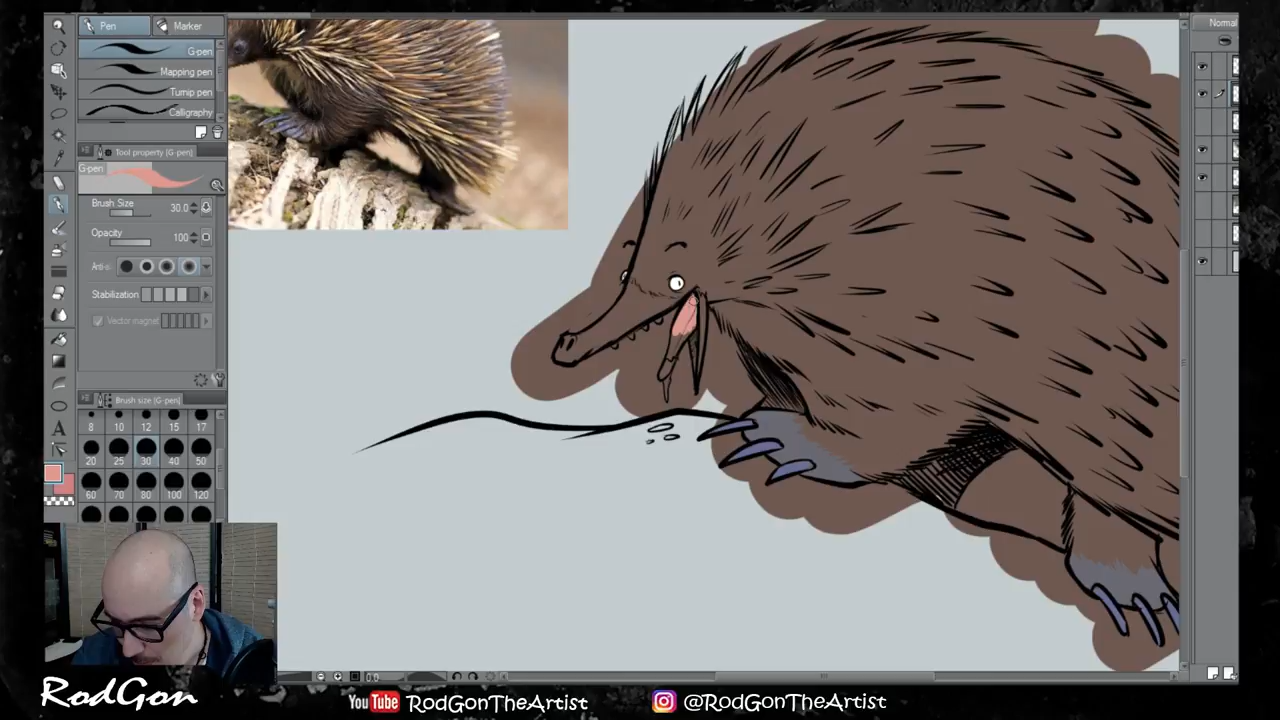 Pen
Marker
Normal
G-pen
Mapping pen
Turnip pen
Calligraphy
Tool property [G-pen]
G-pen
Brush Size
30.0
Opacity
100
Anti-a
Stabilization
Vector magnet
Brush size [G-pen]
8 10 12 15 17
20 25 30 40 50
60 70 80 100 120
A
RodGon
YouTube RodGonTheArtist
@RodGonTheArtist